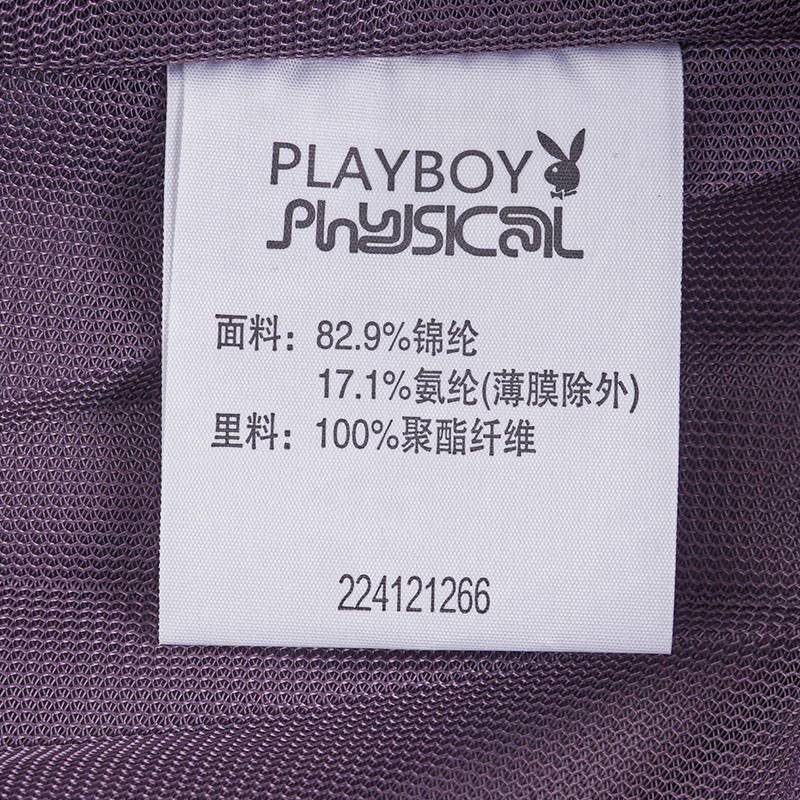 PLAYBOY
PHYSICAL
面料：82.9%锦纶
17.1%氨纶(薄膜除外)
里料：100%聚酯纤维
224121266